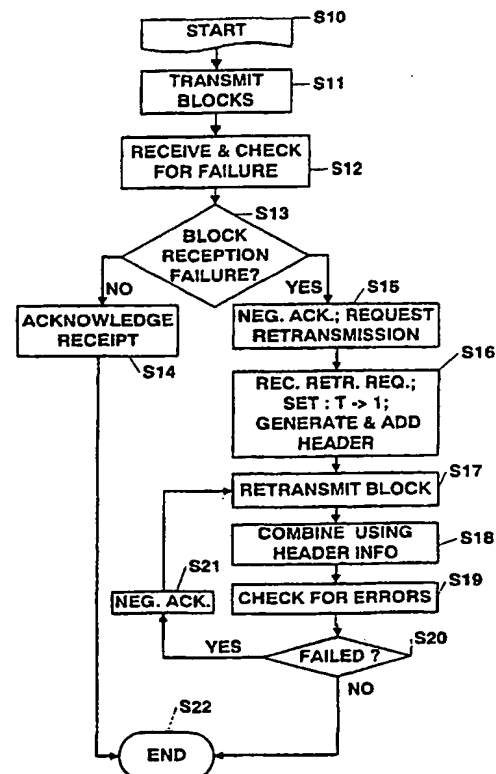 S10
START
TRANSMIT
BLOCKS
S11
RECEIVE & CHECK
FOR FAILURE
S12
S13
BLOCK
RECEPTION
FAILURE?
NO
YES
S15
ACKNOWLEDGE
RECEIPT
S14
NEG. ACK.; REQUEST
RETRANSMISSION
S16
REC. RETR. REQ.;
SET : T -> 1;
GENERATE & ADD
HEADER
S17
RETRANSMIT BLOCK
COMBINE USING
HEADER INFO
S18
S21
NEG. ACK.
S19
CHECK FOR ERRORS
S20
YES
FAILED ?
NO
S22
END